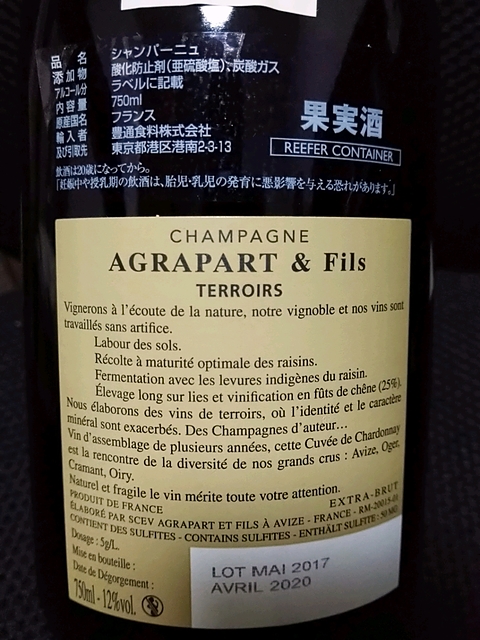 品名 シャンパーニュ
添加物 酸化防止剤(亜硫酸塩)、炭酸ガス
アルコール分 ラベルに記載
内容量 750ml
原産国名 フランス
輸入者 豊通食料株式会社
及び引取先 東京都港区港南2-3-13
果実酒
REEFER CONTAINER
飲酒は20歳になってから。
「妊娠中や授乳期の飲酒は、胎児・乳児の発育に悪影響を与える恐れがあります。」
CHAMPAGNE
AGRAPART & Fils
TERROIRS
Vignerons à l'écoute de la nature, notre vignoble et nos vins sont
travaillés sans artifice.
Labour des sols.
Récolte à maturité optimale des raisins.
Fermentation avec les levures indigènes du raisin.
Élevage long sur lies et vinification en fûts de chêne (25%).
Nous élaborons des vins de terroirs, où l'identité et le caractère
minéral sont exacerbés. Des Champagnes d'auteur…
Vin d'assemblage de plusieurs années, cette Cuvée de Chardonnay
est la rencontre de la diversité de nos grands crus : Avize, Oger,
Cramant, Oiry.
Naturel et fragile le vin mérite toute votre attention.
PRODUIT DE FRANCE EXTRA-BRUT
ÉLABORÉ PAR SCEV AGRAPART ET FILS À AVIZE - FRANCE - RM-20015-01
CONTIENT DES SULFITES - CONTAINS SULFITES - ENTHÄLT SULFITE : 50 MG
Dosage : 5g/L.
Mise en bouteille :
Date de Dégorgement :
LOT MAI 2017
AVRIL 2020
750ml - 12%vol.